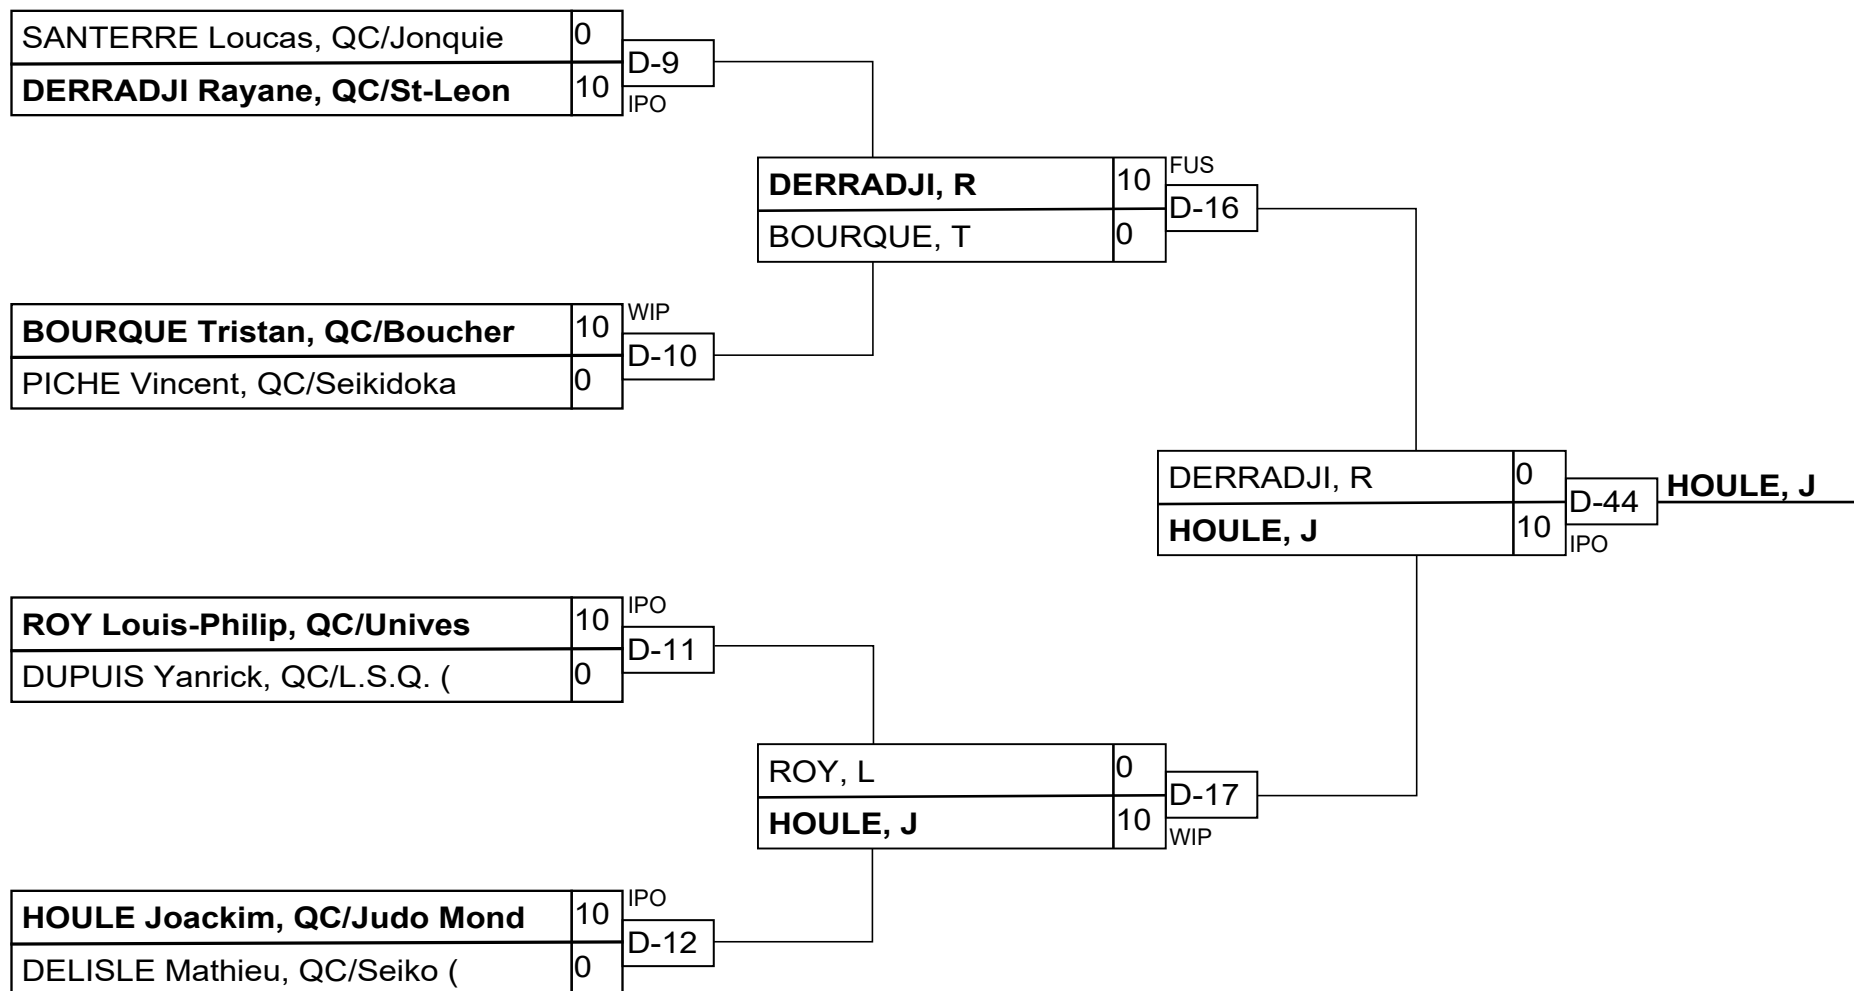 SANTERRE Loucas, QC/Jonquie 0
D-9
DERRADJI Rayane, QC/St-Leon 10
IPO
DERRADJI, R 10 FUS
D-16
BOURQUE, T 0
BOURQUE Tristan, QC/Boucher 10 WIP
D-10
PICHE Vincent, QC/Seikidoka 0
DERRADJI, R 0
D-44 HOULE, J
HOULE, J 10 IPO
ROY Louis-Philip, QC/Unives 10 IPO
D-11
DUPUIS Yanrick, QC/L.S.Q. ( 0
ROY, L 0
D-17
HOULE, J 10 WIP
HOULE Joackim, QC/Judo Mond 10 IPO
D-12
DELISLE Mathieu, QC/Seiko ( 0